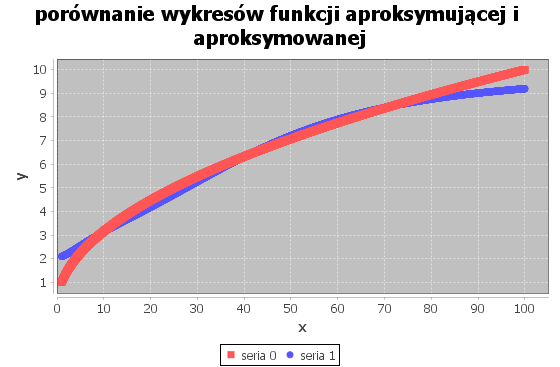 porównanie wykresów funkcji aproksymującej i
aproksymowanej
10
9
8
7
6
5
4
3
2
1
y
0 10 20 30 40 50 60 70 80 90 100
x
seria 0 seria 1